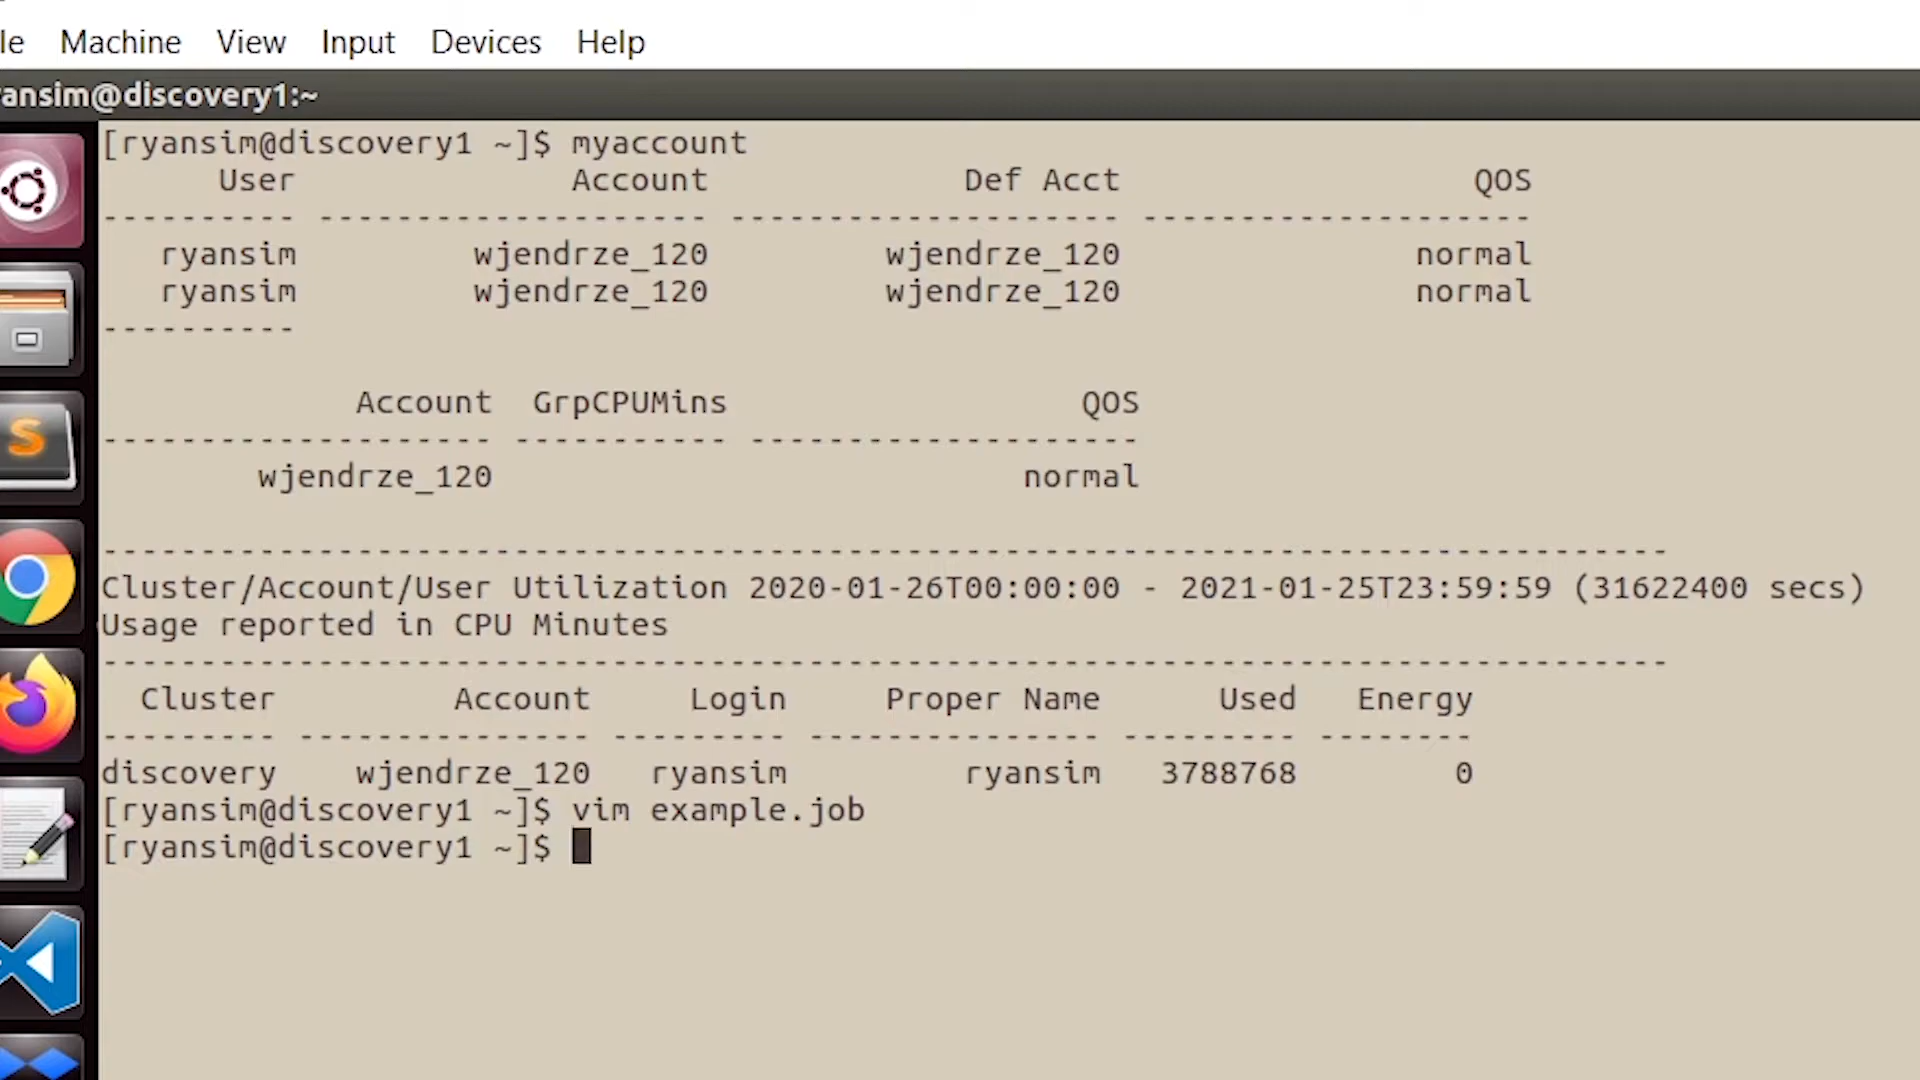 le Machine View Input Devices Help
ansim@discovery1:~
[ryansim@discovery1 ~]$ myaccount
User Account Def Acct QOS
---------- -------------------- -------------------- --------------------
ryansim wjendrze_120 wjendrze_120 normal
ryansim wjendrze_120 wjendrze_120 normal
----------
Account GrpCPUMins QOS
-------------------- ----------- --------------------
wjendrze_120 normal
--------------------------------------------------------------------------------
Cluster/Account/User Utilization 2020-01-26T00:00:00 - 2021-01-25T23:59:59 (31622400 secs)
Usage reported in CPU Minutes
--------------------------------------------------------------------------------
Cluster Account Login Proper Name Used Energy
--------- --------------- --------- --------------- --------- --------
discovery wjendrze_120 ryansim ryansim 3788768 0
[ryansim@discovery1 ~]$ vim example.job
[ryansim@discovery1 ~]$